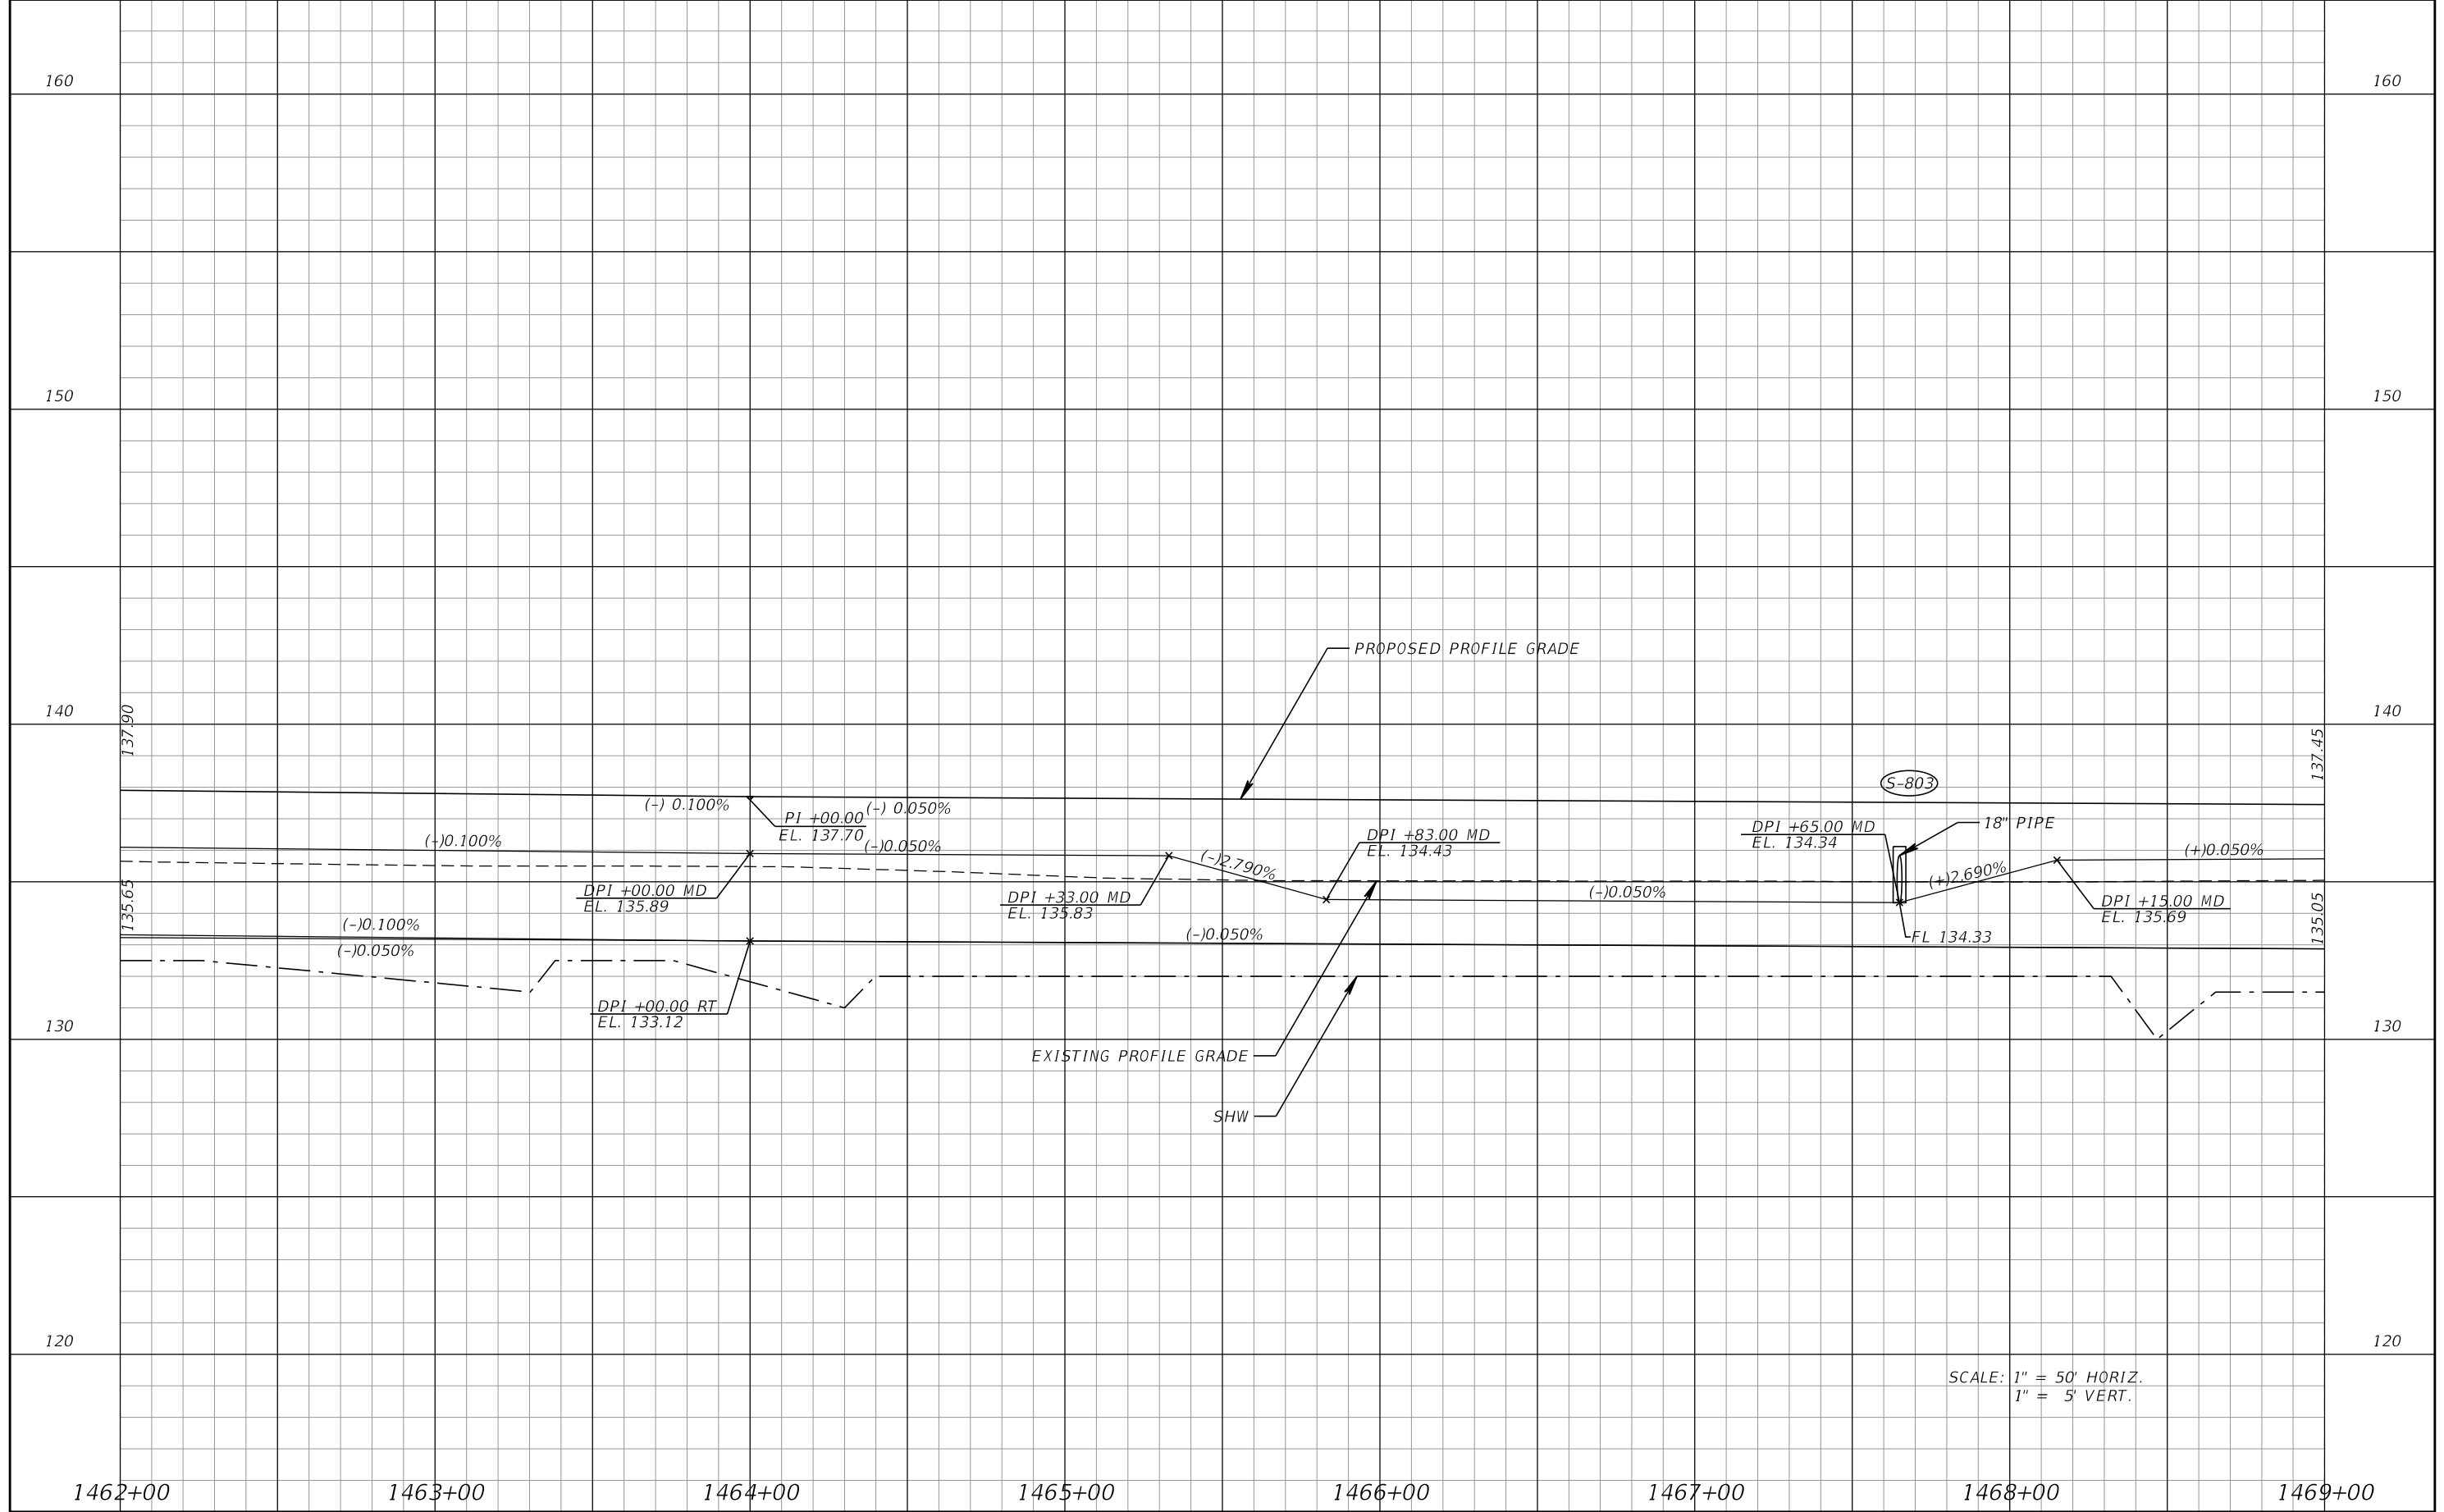 160 160
150 150
PROPOSED PROFILE GRADE
140 140
137.90
137.45
S-803
(-) 0.100%
(-) 0.050%
PI +00.00
EL. 137.70
(-)0.100%
(-)0.050%
DPI +83.00 MD
EL. 134.43
DPI +65.00 MD
EL. 134.34
18" PIPE
(-)2.790%
(+)2.690%
(+)0.050%
135.65
DPI +00.00 MD
EL. 135.89
DPI +33.00 MD
EL. 135.83
(-)0.050%
DPI +15.00 MD
EL. 135.69
135.05
(-)0.100%
(-)0.050%
(-)0.050%
FL 134.33
DPI +00.00 RT
EL. 133.12
130 130
EXISTING PROFILE GRADE
SHW
120 120
SCALE: 1" = 50' HORIZ.
1" = 5' VERT.
1462+00 1463+00 1464+00 1465+00 1466+00 1467+00 1468+00 1469+00